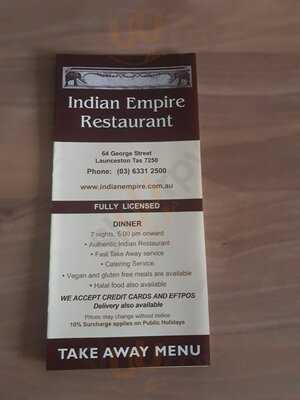 Indian Empire
Restaurant
64 George Street
Launceston Tas 7250
Phone: (03) 6331 2500
www.indianempire.com.au
FULLY LICENSED
DINNER
7 nights, 5.00 pm onward
• Authentic Indian Restaurant
• Fast Take Away service
• Catering Service
• Vegan and gluten free meals are available
• Halal food also available
WE ACCEPT CREDIT CARDS AND EFTPOS
Delivery also available
Prices may change without notice
10% Surcharge applies on Public Holidays
TAKE AWAY MENU